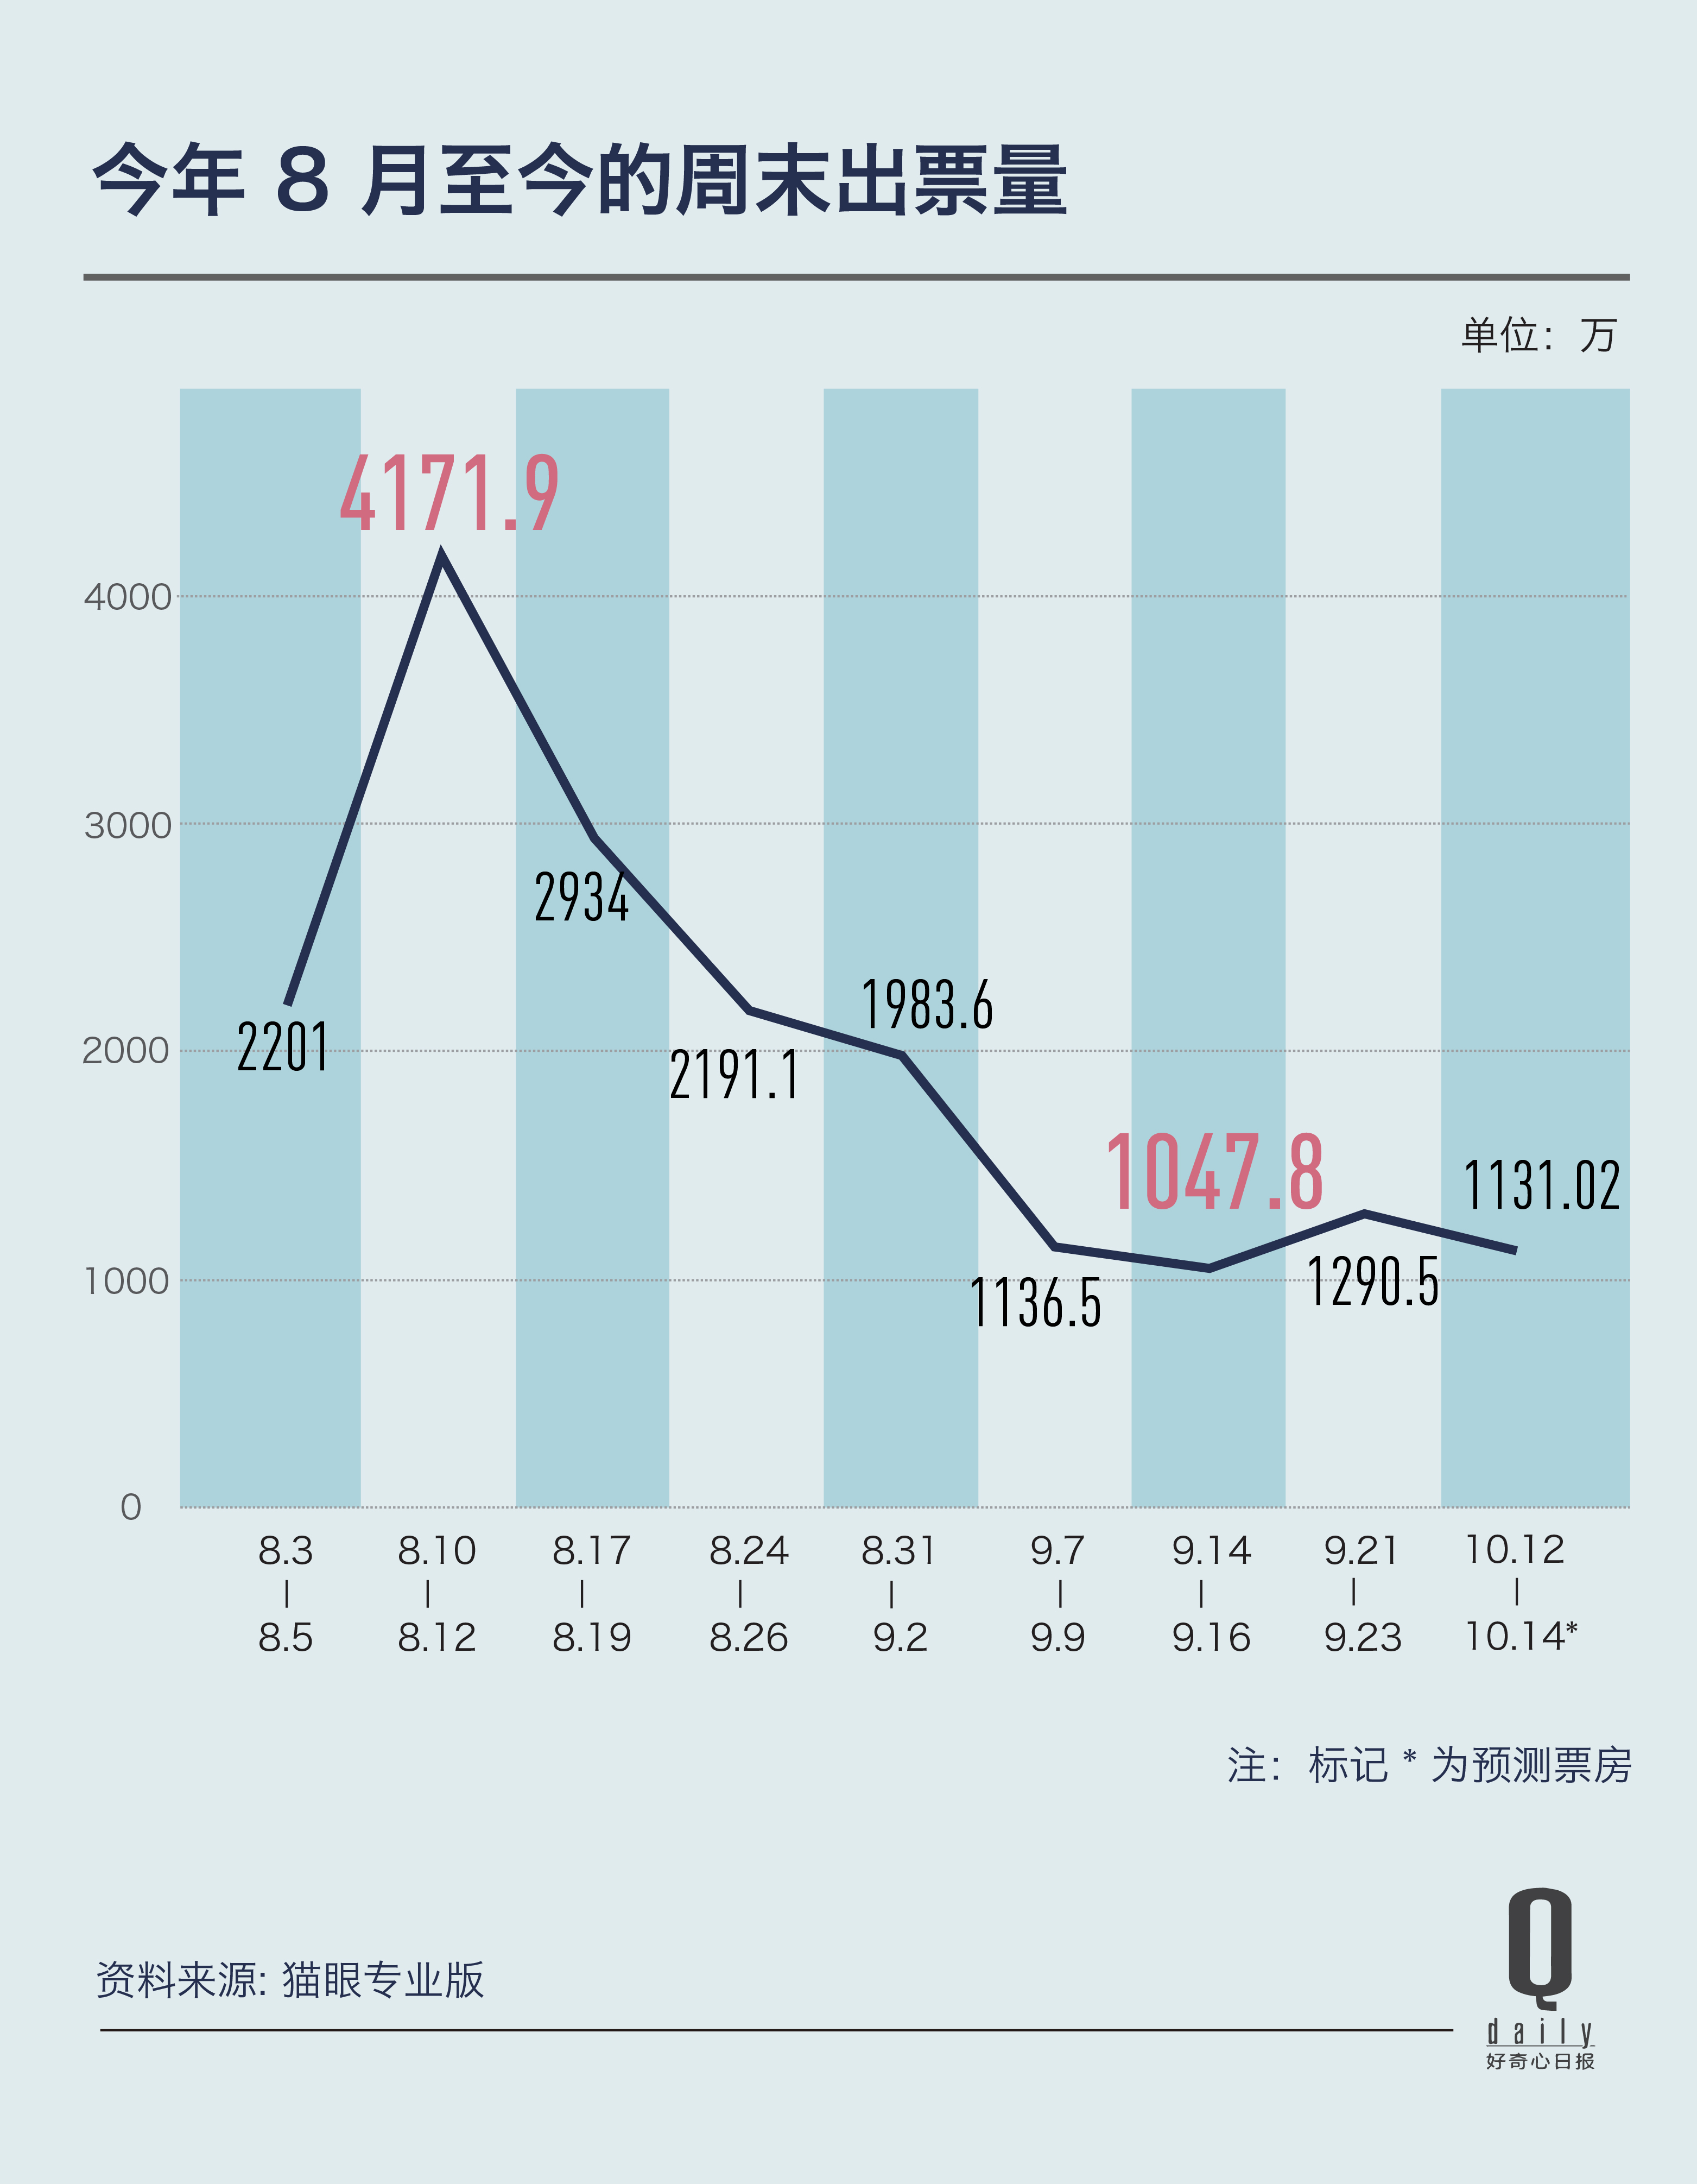 今年 8 月至今的周末出票量
单位：万
4171.9
4000
3000
2934
1983.6
2201
2000
2191.1
1047.8
1131.02
1000
1136.5
1290.5
0
8.3 8.10 8.17 8.24 8.31 9.7 9.14 9.21 10.12
| | | | | | | | |
8.5 8.12 8.19 8.26 9.2 9.9 9.16 9.23 10.14*
注：标记 * 为预测票房
资料来源: 猫眼专业版
Q
daily
好奇心日报